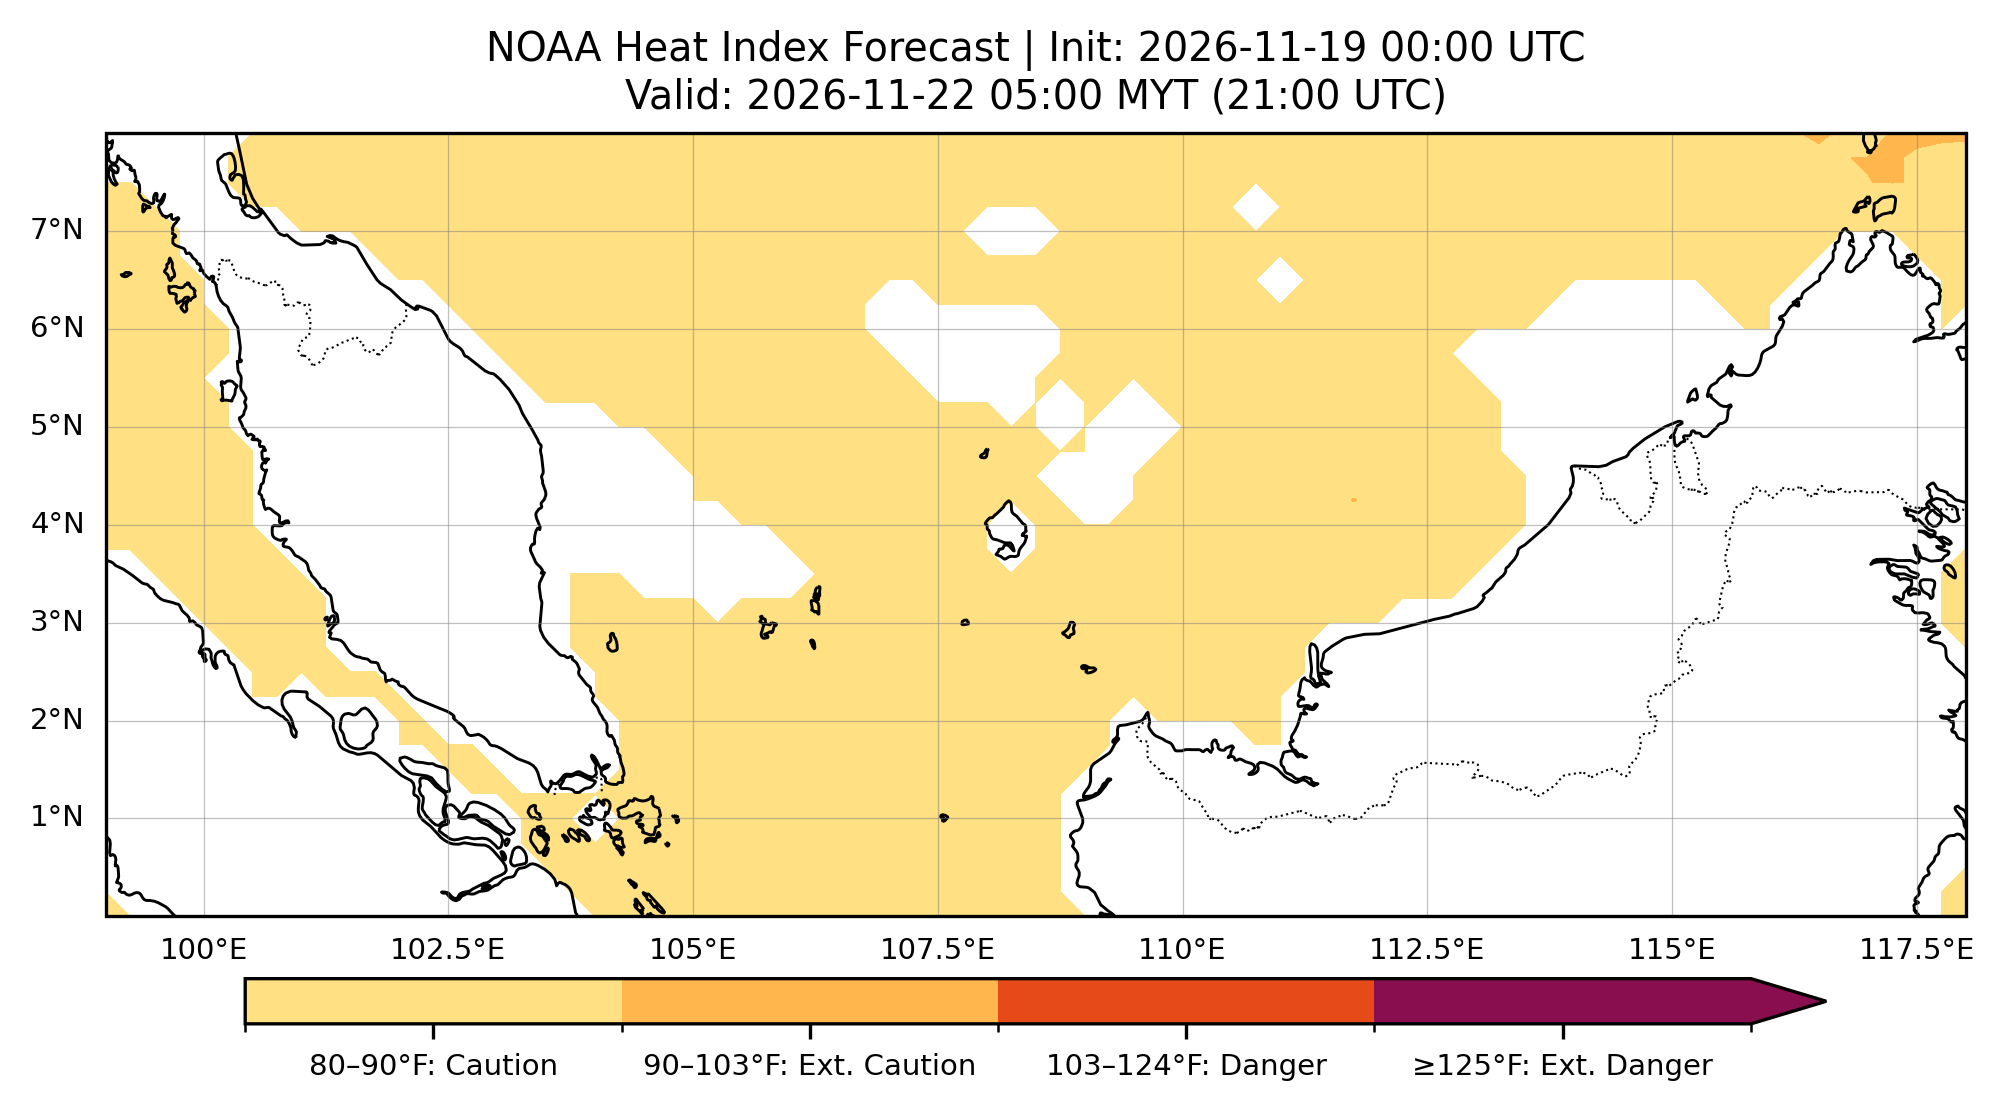 NOAA Heat Index Forecast | Init: 2026-11-19 00:00 UTC
Valid: 2026-11-22 05:00 MYT (21:00 UTC)
7°N
6°N
5°N
4°N
3°N
2°N
1°N
100°E 102.5°E 105°E 107.5°E 110°E 112.5°E 115°E 117.5°E
80–90°F: Caution 90–103°F: Ext. Caution 103–124°F: Danger ≥125°F: Ext. Danger